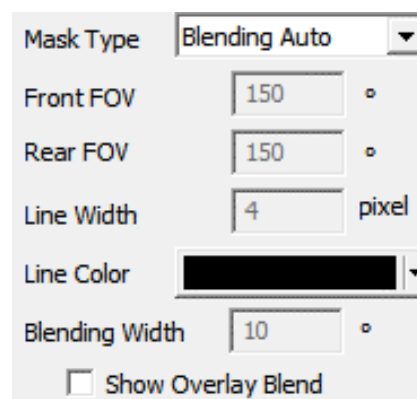 Mask Type Blending Auto
Front FOV 150 °
Rear FOV 150 °
Line Width 4 pixel
Line Color
Blending Width 10 °
Show Overlay Blend